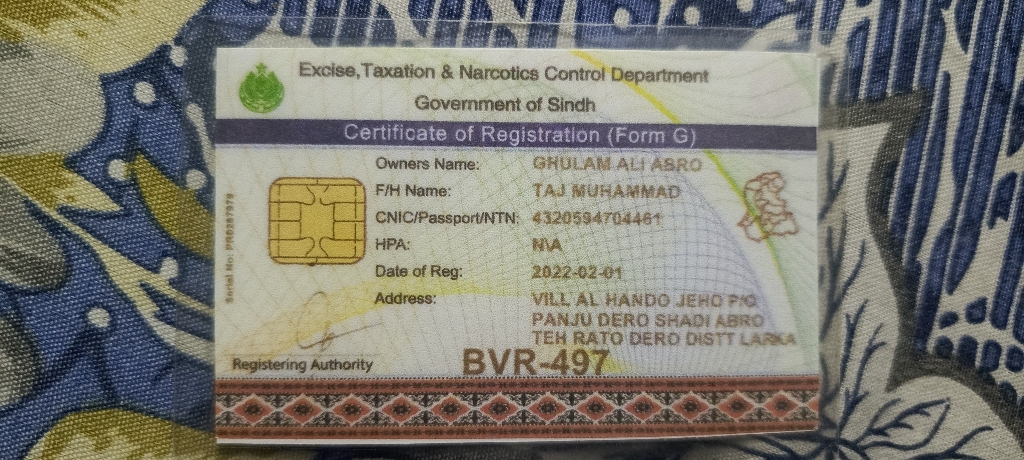 Excise,Taxation & Narcotics Control Department
Government of Sindh
Certificate of Registration (Form G)
Owners Name: GHULAM ALI ABRO
F/H Name: TAJ MUHAMMAD
CNIC/Passport/NTN: 4320594704461
HPA: N\A
Date of Reg: 2022-02-01
Address: VILL AL HANDO JEHO P/O
PANJU DERO SHADI ABRO
TEH RATO DERO DISTT LARKA
Registering Authority
BVR-497
Serial No: